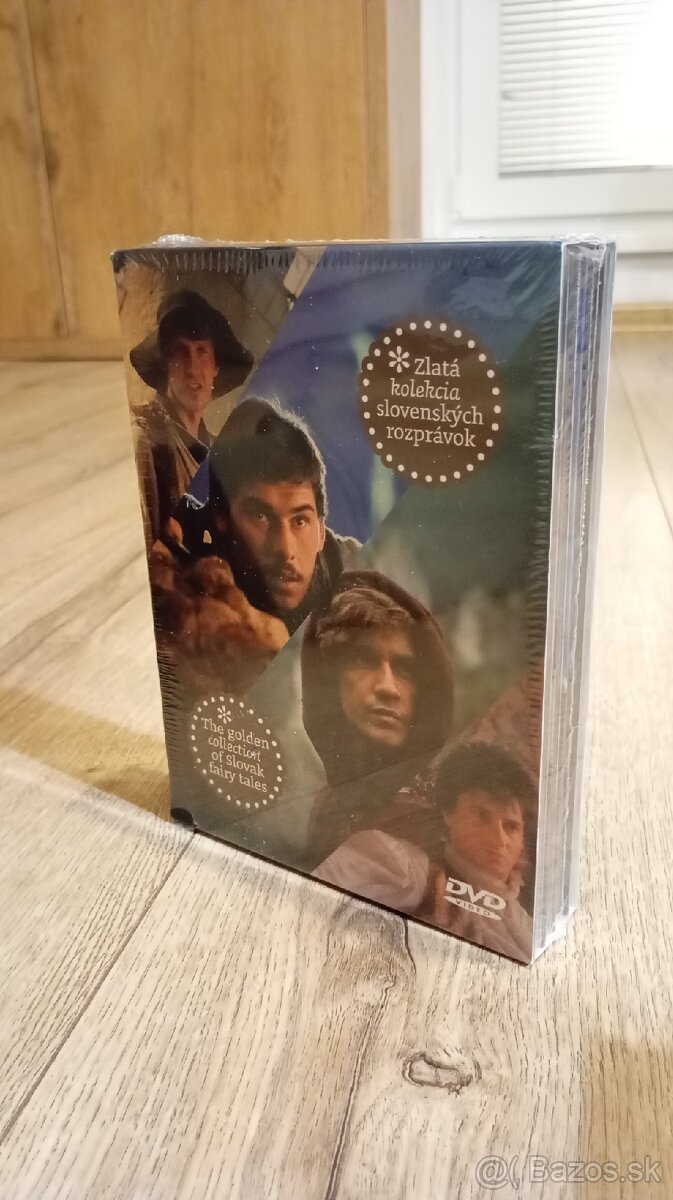 Zlatá
kolekcia
slovenských
rozprávok
The golden
collection
of Slovak
fairy tales
DVD
VIDEO
@( Bazos.sk